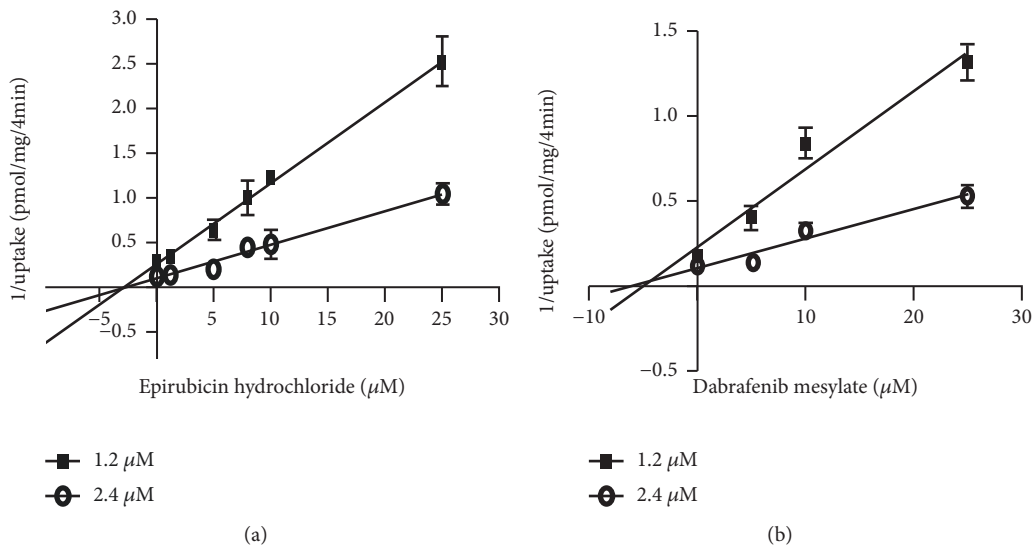 3.0
2.5
2.0
1.5
1.0
0.5
−0.5
−5 5 10 15 20 25 30
1/uptake (pmol/mg/4min)
Epirubicin hydrochloride (μM)
1.2 μM
2.4 μM
(a)
1.5
1.0
0.5
−0.5
−10 0 10 20 30
1/uptake (pmol/mg/4min)
Dabrafenib mesylate (μM)
1.2 μM
2.4 μM
(b)